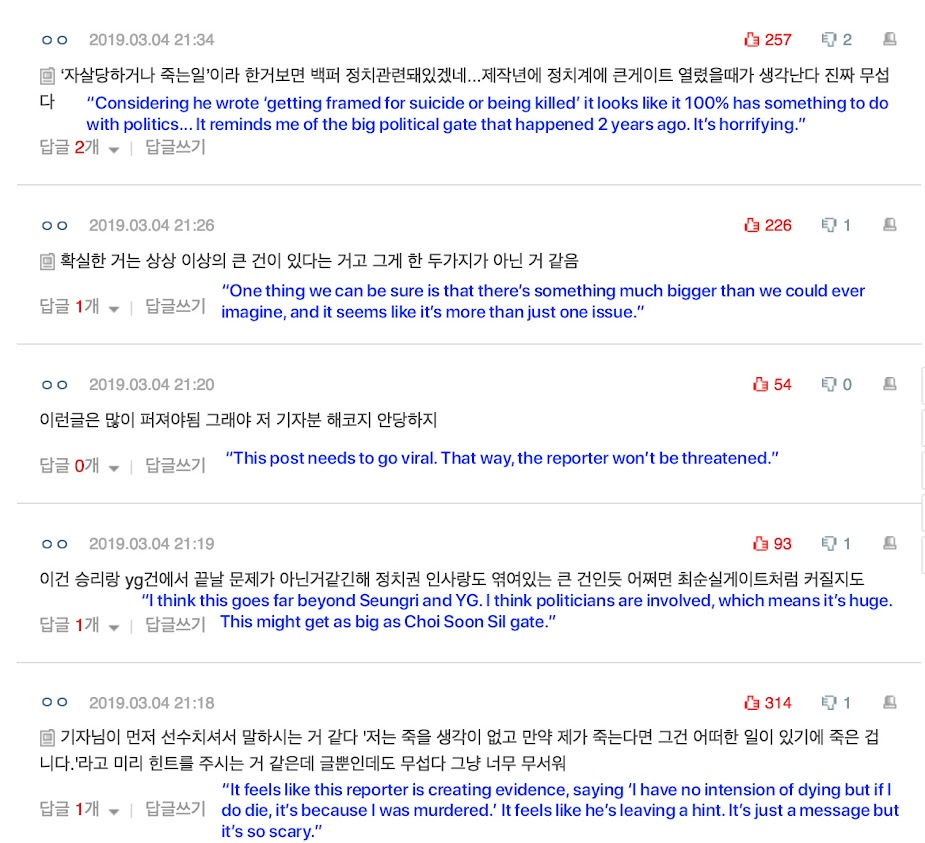 ㅇㅇ 2019.03.04 21:34 257 2
'자살당하거나 죽는일'이라 한거보면 백퍼 정치관련돼있겠네...제작년에 정치계에 큰게이트 열렸을때가 생각난다 진짜 무섭
다 “Considering he wrote ‘getting framed for suicide or being killed’ it looks like it 100% has something to do
with politics... It reminds me of the big political gate that happened 2 years ago. It’s horrifying.”
답글 2개 | 답글쓰기
ㅇㅇ 2019.03.04 21:26 226 1
확실한 거는 상상 이상의 큰 건이 있다는 거고 그게 한 두가지가 아닌 거 같음
“One thing we can be sure is that there’s something much bigger than we could ever
답글 1개 | 답글쓰기 imagine, and it seems like it’s more than just one issue.”
ㅇㅇ 2019.03.04 21:20 54 0
이런글은 많이 퍼져야됨 그래야 저 기자분 해코지 안당하지
답글 0개 | 답글쓰기 “This post needs to go viral. That way, the reporter won’t be threatened.”
ㅇㅇ 2019.03.04 21:19 93 1
이건 승리랑 yg건에서 끝날 문제가 아닌거같긴해 정치권 인사랑도 엮여있는 큰 건인듯 어쩌면 최순실게이트처럼 커질지도
“I think this goes far beyond Seungri and YG. I think politicians are involved, which means it’s huge.
답글 1개 | 답글쓰기 This might get as big as Choi Soon Sil gate.”
ㅇㅇ 2019.03.04 21:18 314 1
기자님이 먼저 선수치셔서 말하시는 거 같다 '저는 죽을 생각이 없고 만약 제가 죽는다면 그건 어떠한 일이 있기에 죽은 겁
니다.'라고 미리 힌트를 주시는 거 같은데 글뿐인데도 무섭다 그냥 너무 무서워
“It feels like this reporter is creating evidence, saying ‘I have no intension of dying but if I
답글 1개 | 답글쓰기 do die, it’s because I was murdered.’ It feels like he’s leaving a hint. It’s just a message but
it’s so scary.”